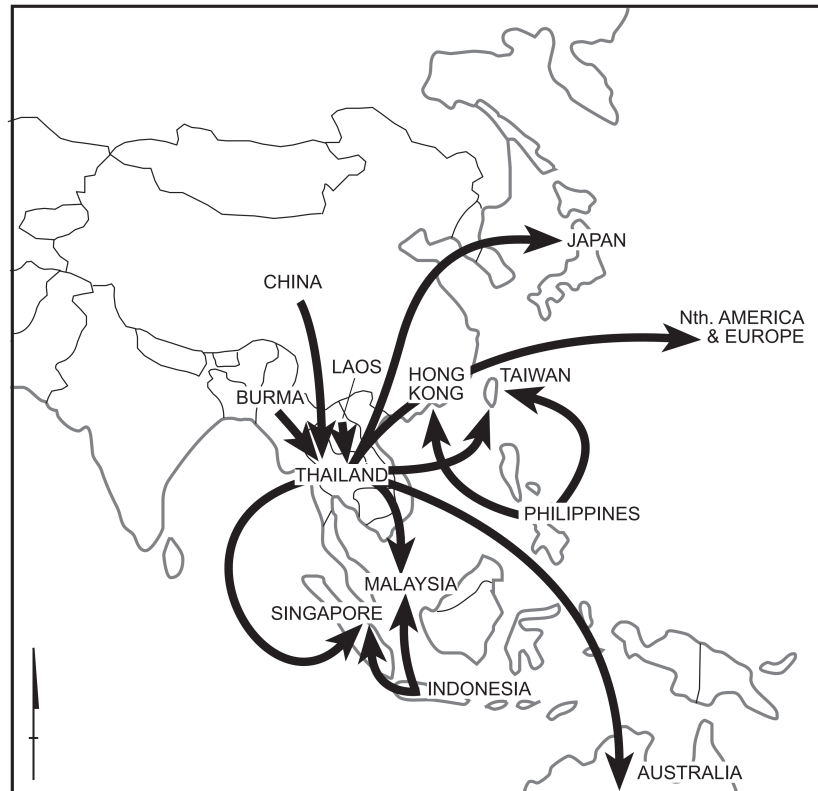 JAPAN
CHINA
Nth. AMERICA
& EUROPE
LAOS
HONG
KONG
TAIWAN
BURMA
THAILAND
PHILIPPINES
MALAYSIA
SINGAPORE
INDONESIA
AUSTRALIA